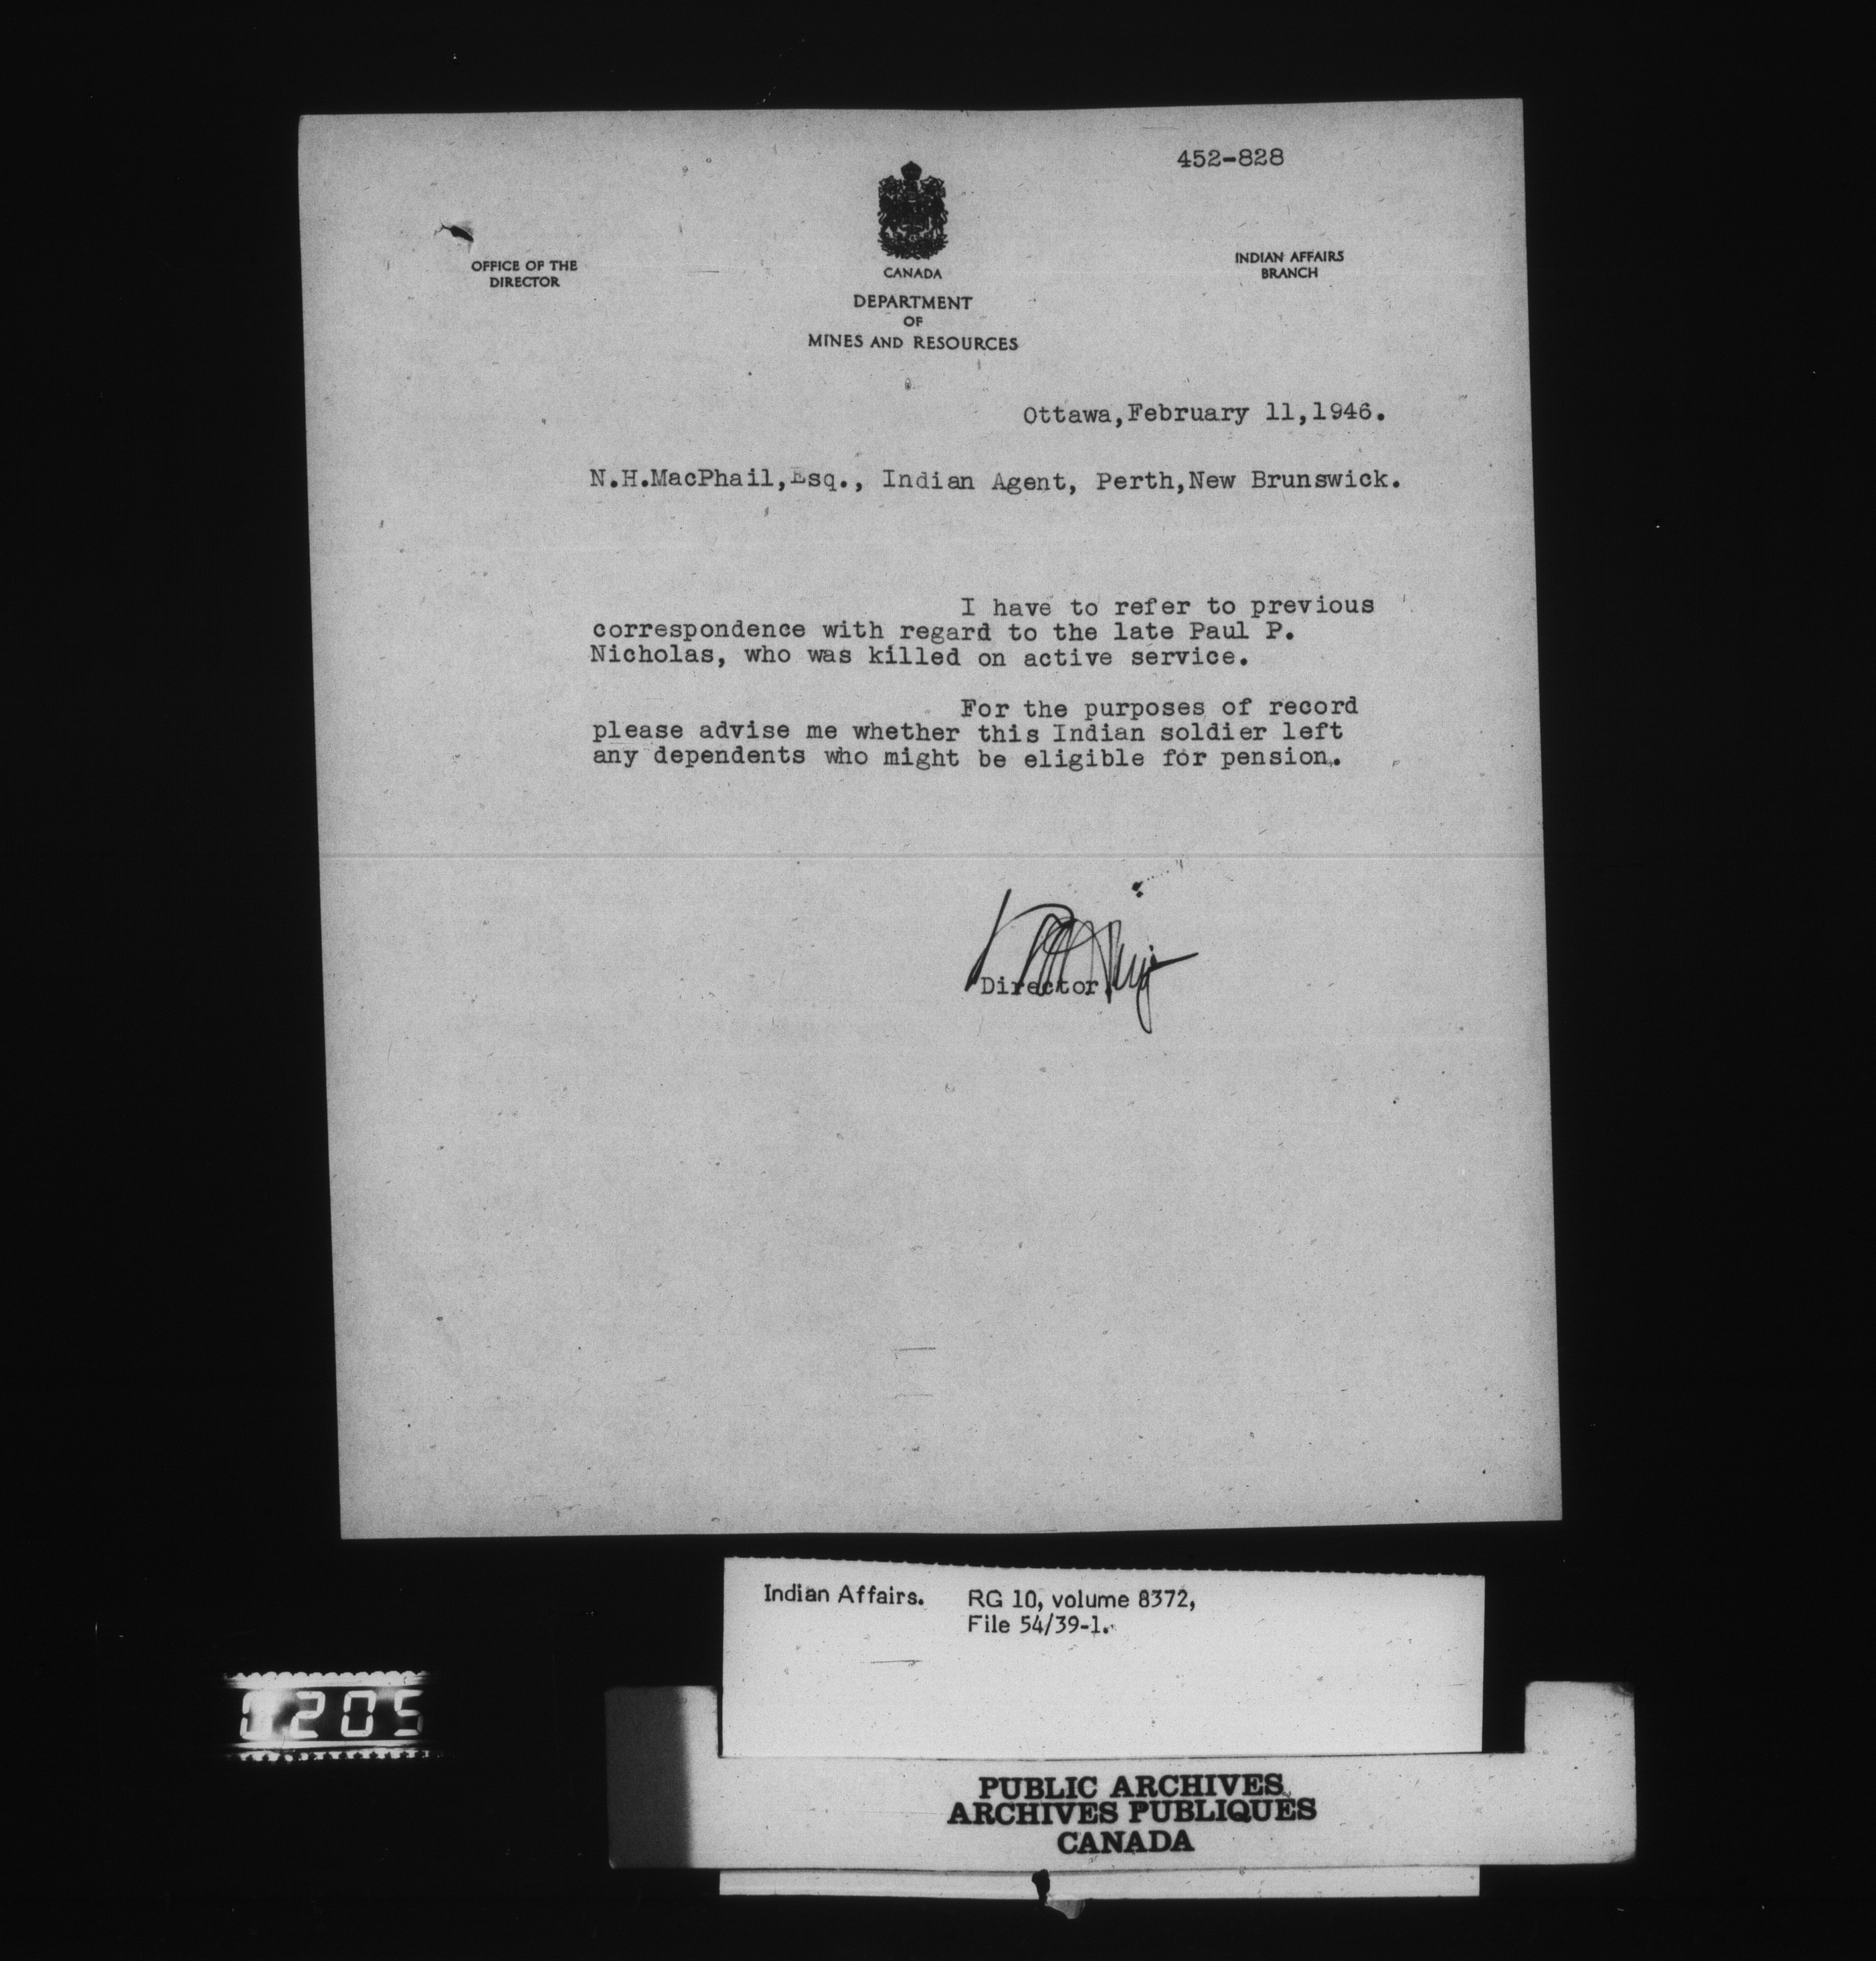 452-828
OFFICE OF THE
DIRECTOR
CANADA
DEPARTMENT
OF
MINES AND RESOURCES
INDIAN AFFAIRS
BRANCH
Ottawa,February 11,1946.
N.H.MacPhail,Esq., Indian Agent, Perth,New Brunswick.
I have to refer to previous
correspondence with regard to the late Paul P.
Nicholas, who was killed on active service.
For the purposes of record
please advise me whether this Indian soldier left
any dependents who might be eligible for pension.
Director.
Indian Affairs. RG 10, volume 8372,
File 54/39-1.
0205
PUBLIC ARCHIVES
ARCHIVES PUBLIQUES
CANADA